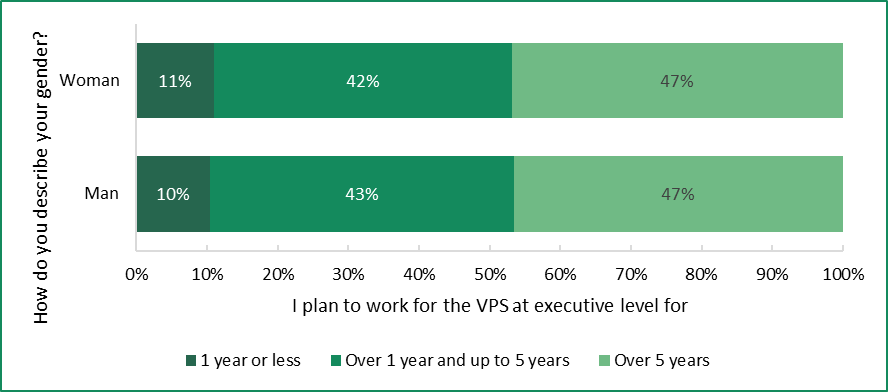 How do you describe your gender?
Woman
11%
42%
47%
Man
10%
43%
47%
0%
10%
20%
30%
40%
50%
60%
70%
80%
90%
100%
I plan to work for the VPS at executive level for
1 year or less
Over 1 year and up to 5 years
Over 5 years